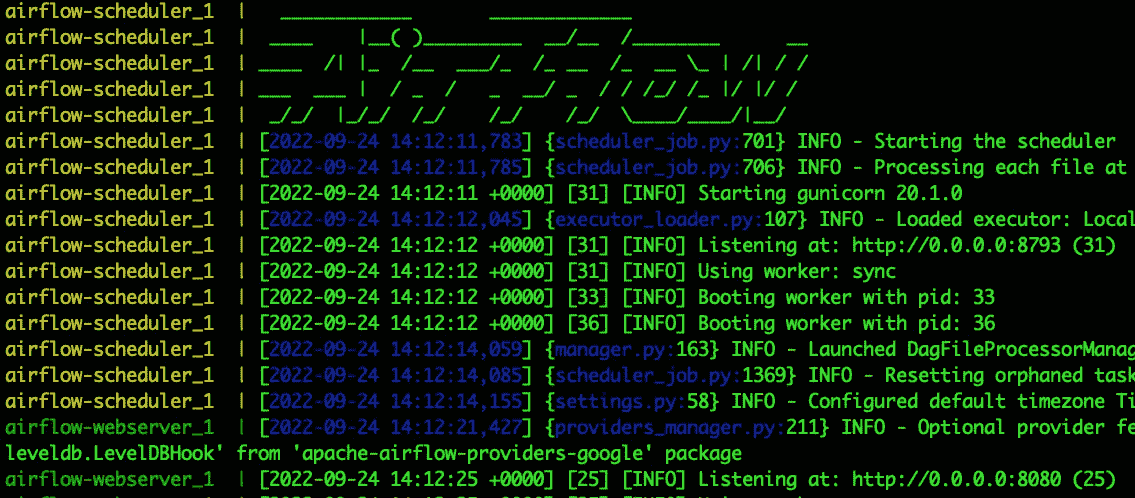 airflow-scheduler_1  |   ____________       _____________
airflow-scheduler_1  |  ____    |__( )_________  __/__  /________      __
airflow-scheduler_1  | ____  /| |_  /__  ___/_  /_ __  /_  __ \_ | /| / /
airflow-scheduler_1  | ___  ___ |  / _  /   _  __/ _  / / /_/ /_ |/ |/ /
airflow-scheduler_1  |  _/_/  |_/_/  /_/    /_/    /_/  \____/____/|__/
airflow-scheduler_1  | [2022-09-24 14:12:11,783] {scheduler_job.py:701} INFO - Starting the scheduler
airflow-scheduler_1  | [2022-09-24 14:12:11,785] {scheduler_job.py:706} INFO - Processing each file at
airflow-scheduler_1  | [2022-09-24 14:12:11 +0000] [31] [INFO] Starting gunicorn 20.1.0
airflow-scheduler_1  | [2022-09-24 14:12:12,045] {executor_loader.py:107} INFO - Loaded executor: Local
airflow-scheduler_1  | [2022-09-24 14:12:12 +0000] [31] [INFO] Listening at: http://0.0.0.0:8793 (31)
airflow-scheduler_1  | [2022-09-24 14:12:12 +0000] [31] [INFO] Using worker: sync
airflow-scheduler_1  | [2022-09-24 14:12:12 +0000] [33] [INFO] Booting worker with pid: 33
airflow-scheduler_1  | [2022-09-24 14:12:12 +0000] [36] [INFO] Booting worker with pid: 36
airflow-scheduler_1  | [2022-09-24 14:12:14,059] {manager.py:163} INFO - Launched DagFileProcessorManag
airflow-scheduler_1  | [2022-09-24 14:12:14,085] {scheduler_job.py:1369} INFO - Resetting orphaned task
airflow-scheduler_1  | [2022-09-24 14:12:14,155] {settings.py:58} INFO - Configured default timezone Ti
airflow-webserver_1  | [2022-09-24 14:12:21,427] {providers_manager.py:211} INFO - Optional provider fe
leveldb.LevelDBHook' from 'apache-airflow-providers-google' package
airflow-webserver_1  | [2022-09-24 14:12:25 +0000] [25] [INFO] Listening at: http://0.0.0.0:8080 (25)